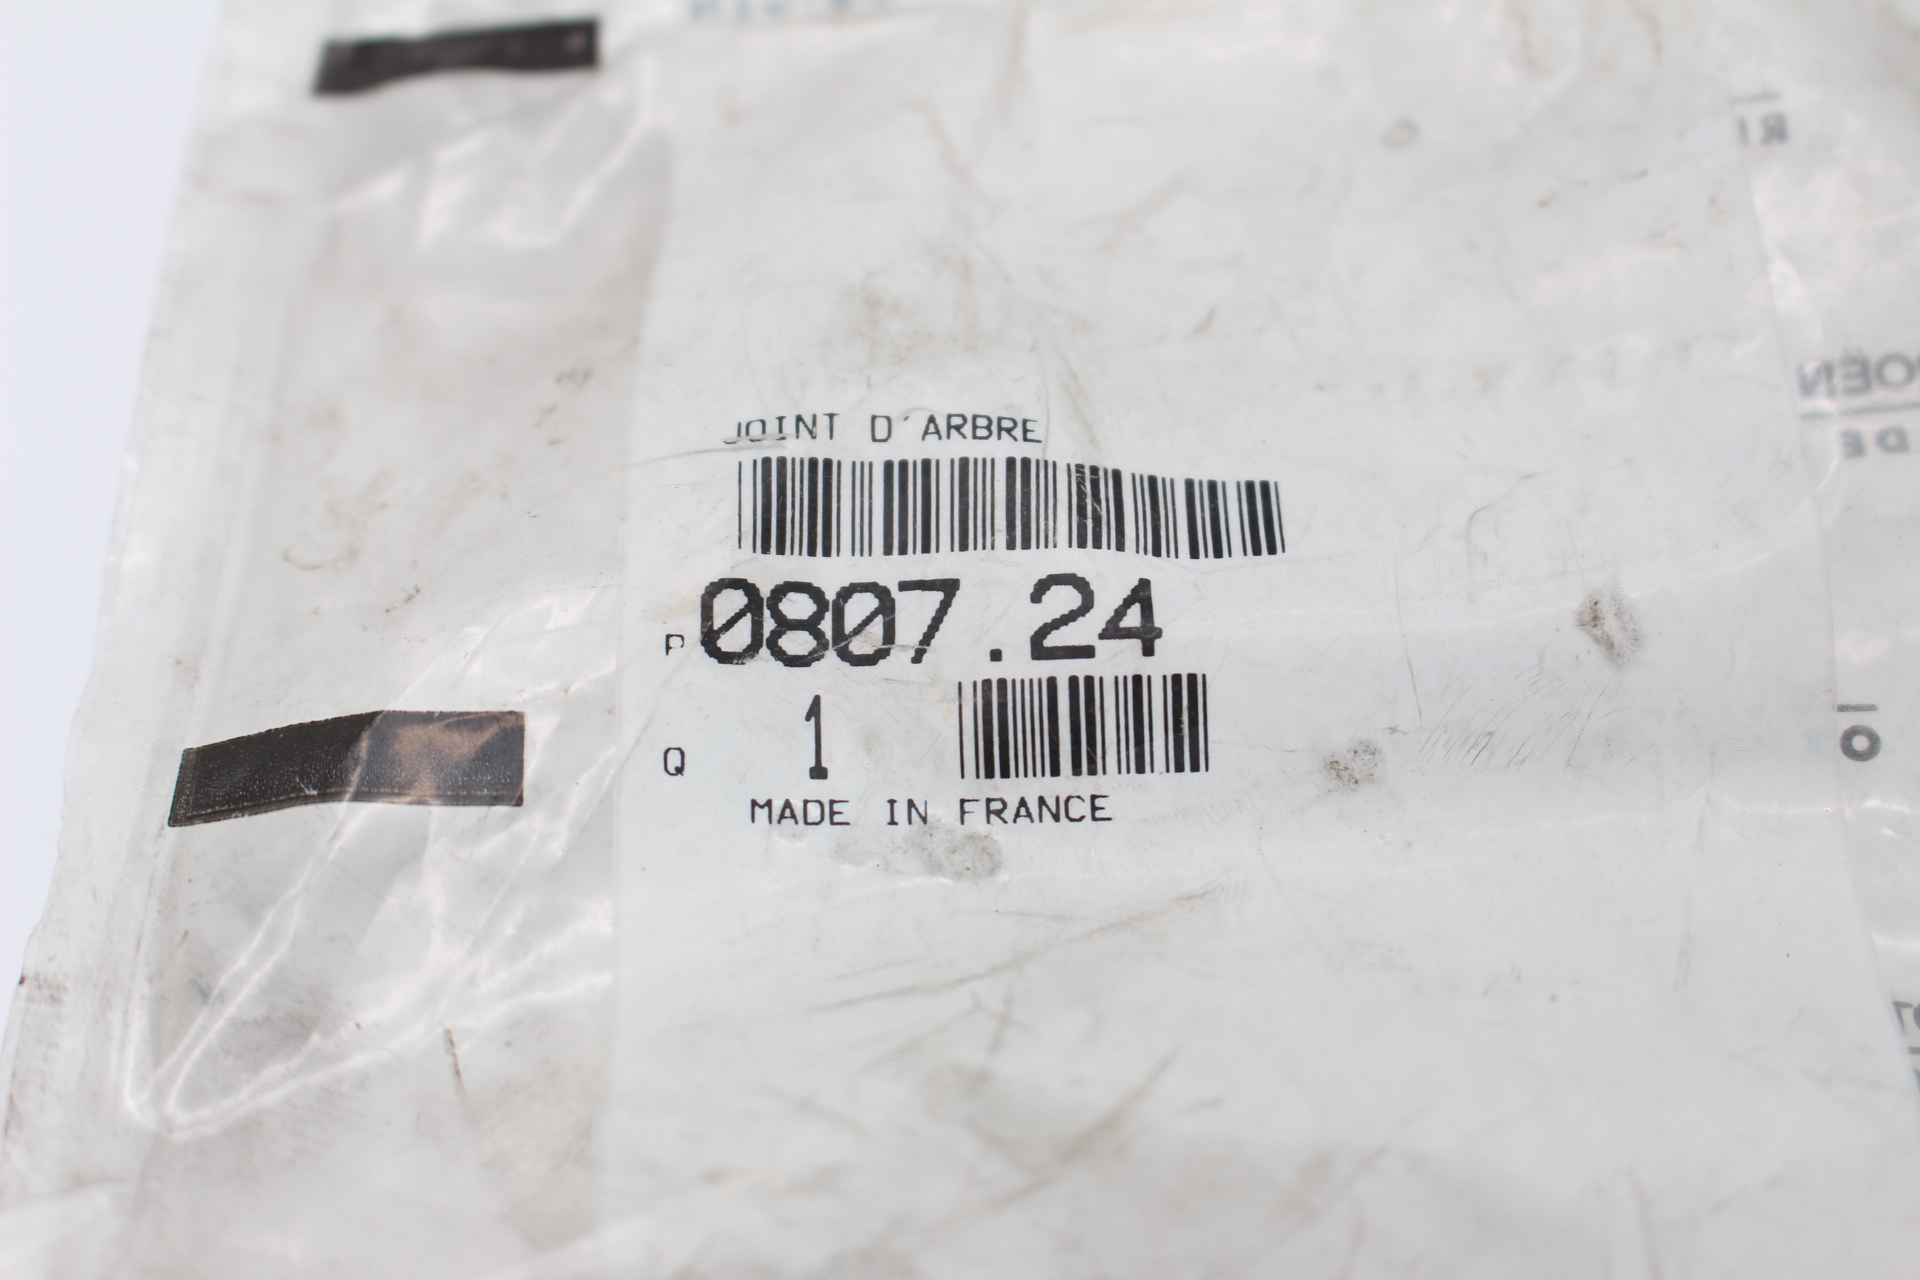 JOINT D'ARBRE
P 0807.24
Q 1
MADE IN FRANCE